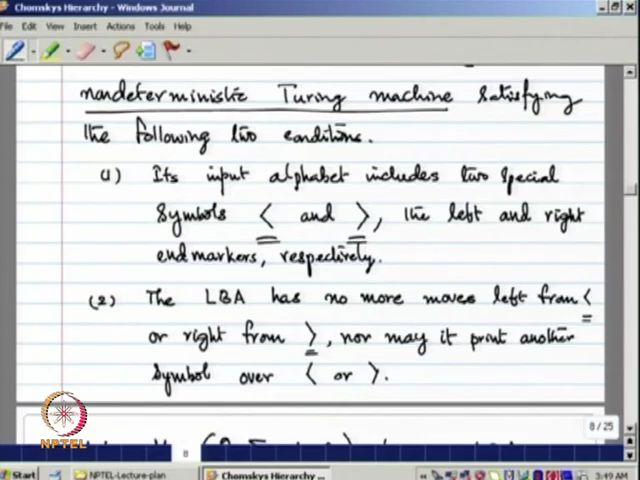 Chomskys Hierarchy - Windows Journal
File Edit View Insert Actions Tools Help
nondeterministic Turing machine satisfying
the following two conditions.
(1) Its input alphabet includes two special
symbols < and >, the left and right
endmarkers, respectively.
(2) The LBA has no more moves left from <
or right from >, nor may it print another
symbol over < or >.
8 / 25
NPTEL
8
Start NPTEL-Lecture-plan Chomskys Hierarchy - ... 3:49 AM